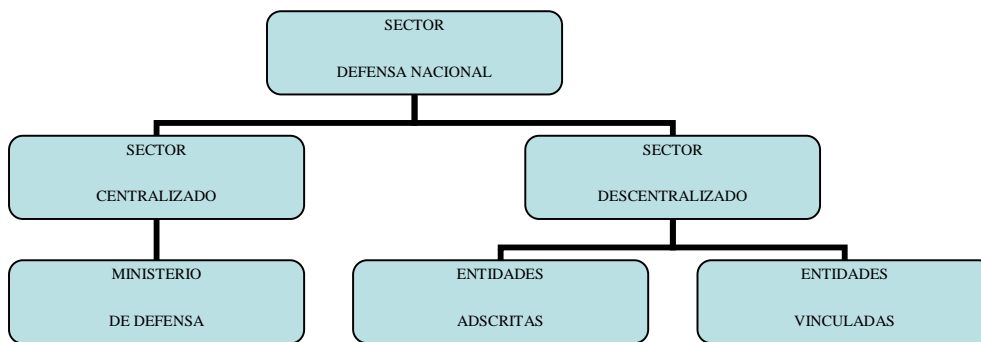 SECTOR
DEFENSA NACIONAL
SECTOR
CENTRALIZADO
SECTOR
DESCENTRALIZADO
MINISTERIO
DE DEFENSA
ENTIDADES
ADSCRITAS
ENTIDADES
VINCULADAS